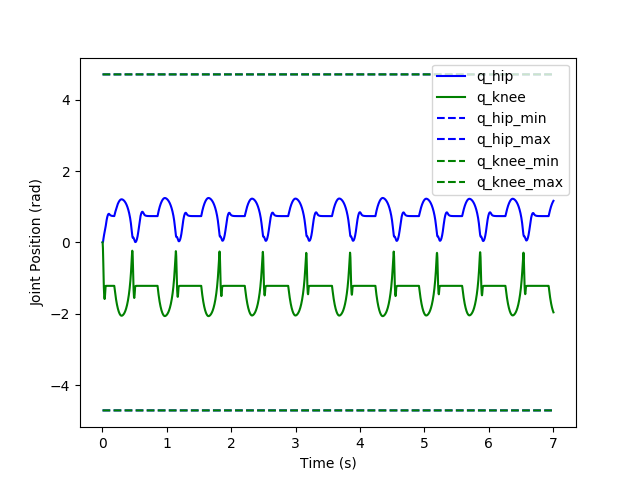 q_hip
q_knee
q_hip_min
q_hip_max
q_knee_min
q_knee_max
4
2
0
−2
−4
Joint Position (rad)
0 1 2 3 4 5 6 7
Time (s)